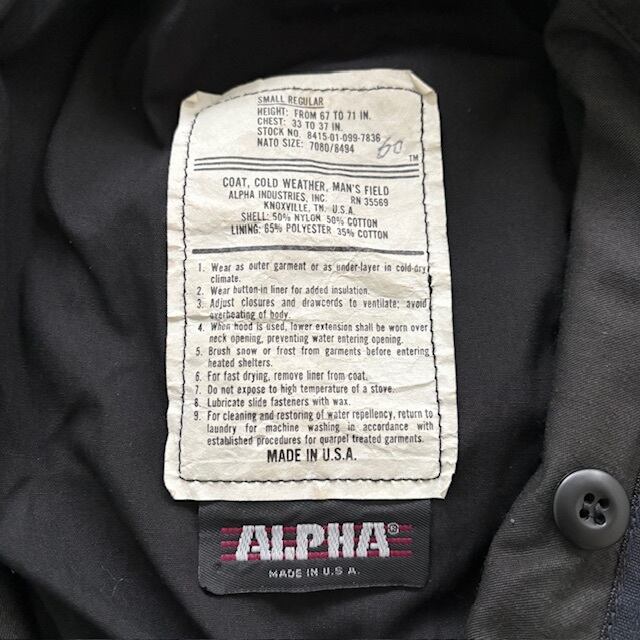 SMALL REGULAR
HEIGHT: FROM 67 TO 71 IN.
CHEST: 33 TO 37 IN.
STOCK NO. 8415-01-099-7836
NATO SIZE: 7080/8494
60
TM
COAT, COLD WEATHER, MAN'S FIELD
ALPHA INDUSTRIES, INC. RN 35569
KNOXVILLE, TN. U.S.A.
SHELL: 50% NYLON 50% COTTON
LINING: 65% POLYESTER 35% COTTON
1. Wear as outer garment or as under-layer in cold-dry
climate.
2. Wear button-in liner for added insulation.
3. Adjust closures and drawcords to ventilate; avoid
overheating of body.
4. When hood is used, lower extension shall be worn over
neck opening, preventing water entering opening.
5. Brush snow or frost from garments before entering
heated shelters.
6. For fast drying, remove liner from coat.
7. Do not expose to high temperature of a stove.
8. Lubricate slide fasteners with wax.
9. For cleaning and restoring of water repellency, return to
laundry for machine washing in accordance with
established procedures for quarpel treated garments.
MADE IN U.S.A.
ALPHA®
MADE IN U.S.A.